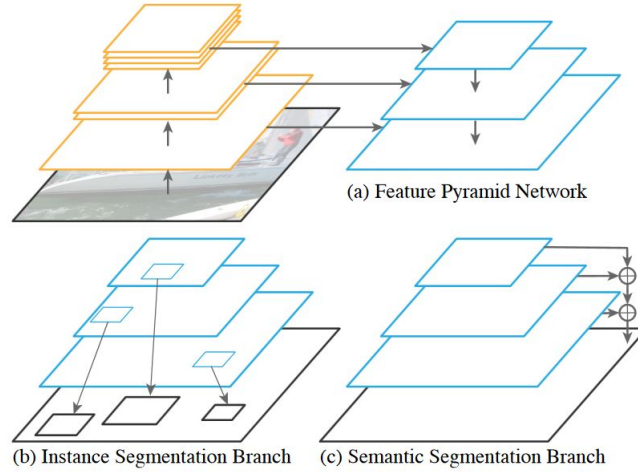 (a) Feature Pyramid Network
(b) Instance Segmentation Branch
(c) Semantic Segmentation Branch